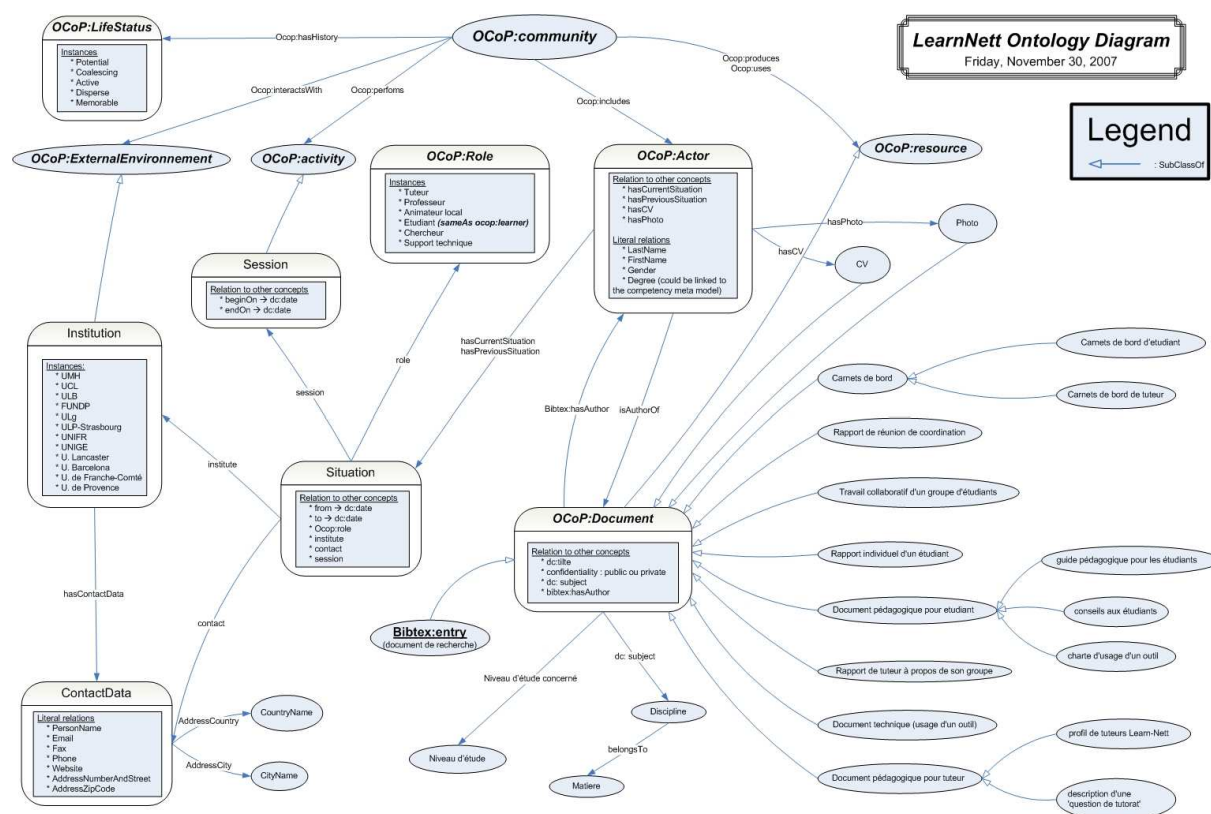 OCoP:LifeStatus
Instances
* Potential
* Coalescing
* Active
* Disperse
* Memorable
Ocop:hasHistory
OCoP:community
LearnNett Ontology Diagram
Friday, November 30, 2007
Ocop:produces
Ocop:uses
Ocop:interactsWith
Ocop:perfoms
Ocop:includes
Legend
: SubClassOf
OCoP:ExternalEnvironnement
OCoP:activity
OCoP:Role
Instances
* Tuteur
* Professeur
* Animateur local
* Etudiant (sameAs ocop:learner)
* Chercheur
* Support technique
OCoP:Actor
Relation to other concepts
* hasCurrentSituation
* hasPreviousSituation
* hasCV
* hasPhoto
Literal relations
* LastName
* FirstName
* Gender
* Degree (could be linked
to the competency meta model)
OCoP:resource
hasPhoto
Photo
hasCV
CV
Session
Relation to other concepts
* beginOn → dc:date
* endOn → dc:date
Institution
Instances:
* UMH
* UCL
* ULB
* FUNDP
* ULg
* ULP-Strasbourg
* UNIFR
* UNIGE
* U. Lancaster
* U. Barcelona
* U. de Franche-Comté
* U. de Provence
hasCurrentSituation
hasPreviousSituation
role
session
institute
Bibtex:hasAuthor
isAuthorOf
Carnets de bord d'etudiant
Carnets de bord
Carnets de bord de tuteur
Rapport de réunion de coordination
Situation
Relation to other concepts
* from → dc:date
* to → dc:date
* Ocop:role
* institute
* contact
* session
Travail collaboratif d'un groupe d'étudiants
OCoP:Document
Relation to other concepts
* dc:tilte
* confidentiality : public ou private
* dc: subject
* bibtex:hasAuthor
Rapport individuel d'un étudiant
guide pédagogique pour les étudiants
Document pédagogique pour etudiant
conseils aux étudiants
charte d'usage d'un outil
hasContactData
contact
Bibtex:entry
(document de recherche)
dc: subject
Niveau d'étude concerné
Rapport de tuteur à propos de son groupe
ContactData
Literal relations
* PersonName
* Email
* Fax
* Phone
* Website
* AddressNumberAndStreet
* AddressZipCode
AddressCountry
CountryName
AddressCity
CityName
Discipline
belongsTo
Niveau d'étude
Matiere
Document technique (usage d'un outil)
profil de tuteurs Learn-Nett
Document pédagogique pour tuteur
description d'une
'question de tutorat'